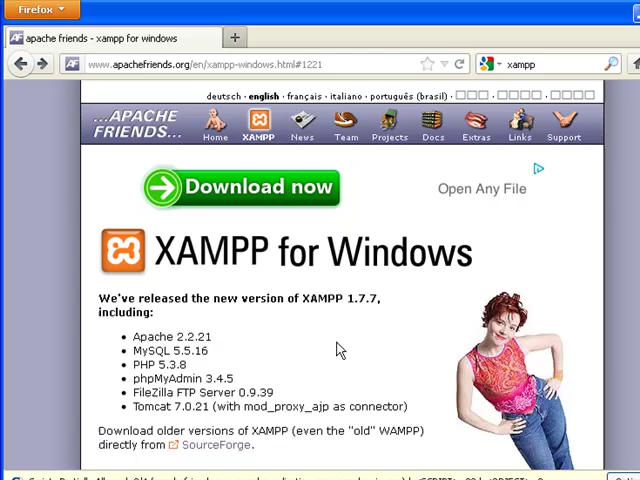 Firefox
apache friends - xampp for windows
www.apachefriends.org/en/xampp-windows.html#1221
xampp
deutsch english français italiano português (brasil)
...APACHE
FRIENDS...
Home XAMPP News Team Projects Docs Extras Links Support
Download now
Open Any File
XAMPP for Windows
We've released the new version of XAMPP 1.7.7,
including:
Apache 2.2.21
MySQL 5.5.16
PHP 5.3.8
phpMyAdmin 3.4.5
FileZilla FTP Server 0.9.39
Tomcat 7.0.21 (with mod_proxy_ajp as connector)
Download older versions of XAMPP (even the "old" WAMPP)
directly from SourceForge.